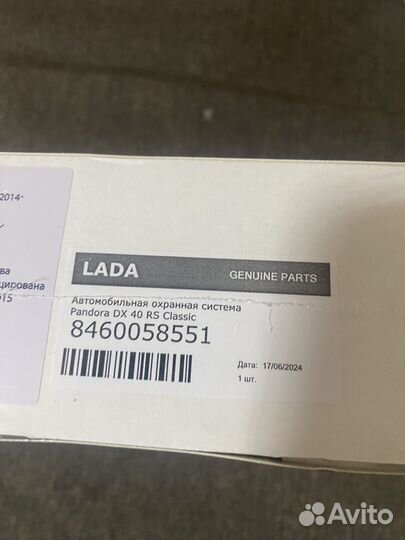 2014-
ва
цирована
015
LADA GENUINE PARTS
Автомобильная охранная система
Pandora DX 40 RS Classic
8460058551
Дата: 17/06/2024
1 шт.
Avito